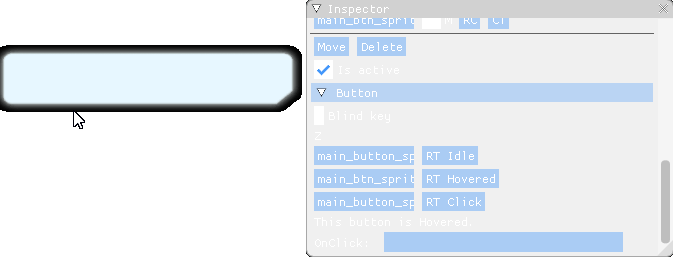 Inspector
main_btn_sprit M RC CT
Move Delete
Is active
Button
Blind key
Z
main_button_sp RT Idle
main_btn_sprit RT Hovered
main_button_sp RT Click
This button is Hovered.
OnClick: